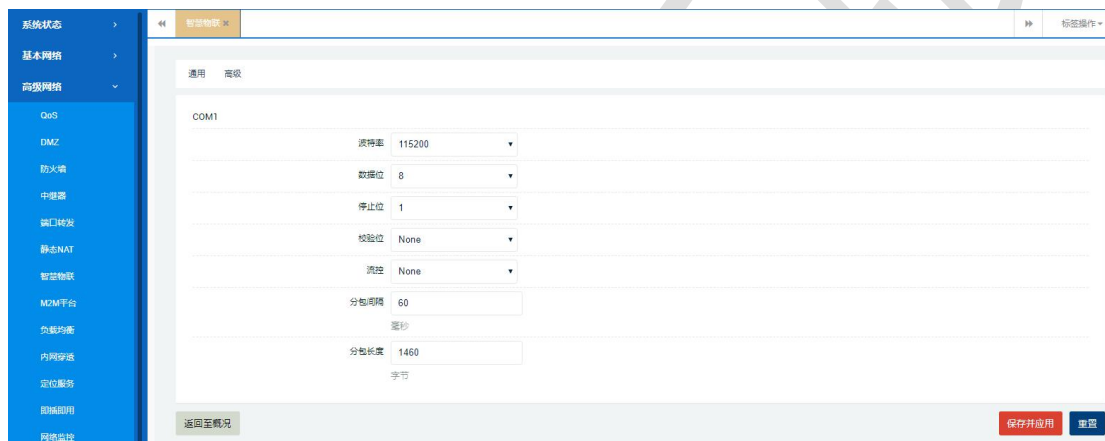 系统状态
智慧物联 ×
标签操作
基本网络
高级网络
通用 高级
QoS
COM1
DMZ
波特率 115200
防火墙
数据位 8
中继器
停止位 1
端口转发
校验位 None
静态NAT
流控 None
智慧物联
M2M平台
分包间隔 60
毫秒
负载均衡
内网穿透
分包长度 1460
字节
定位服务
即插即用
返回至概况
保存并应用 重置
网络监控